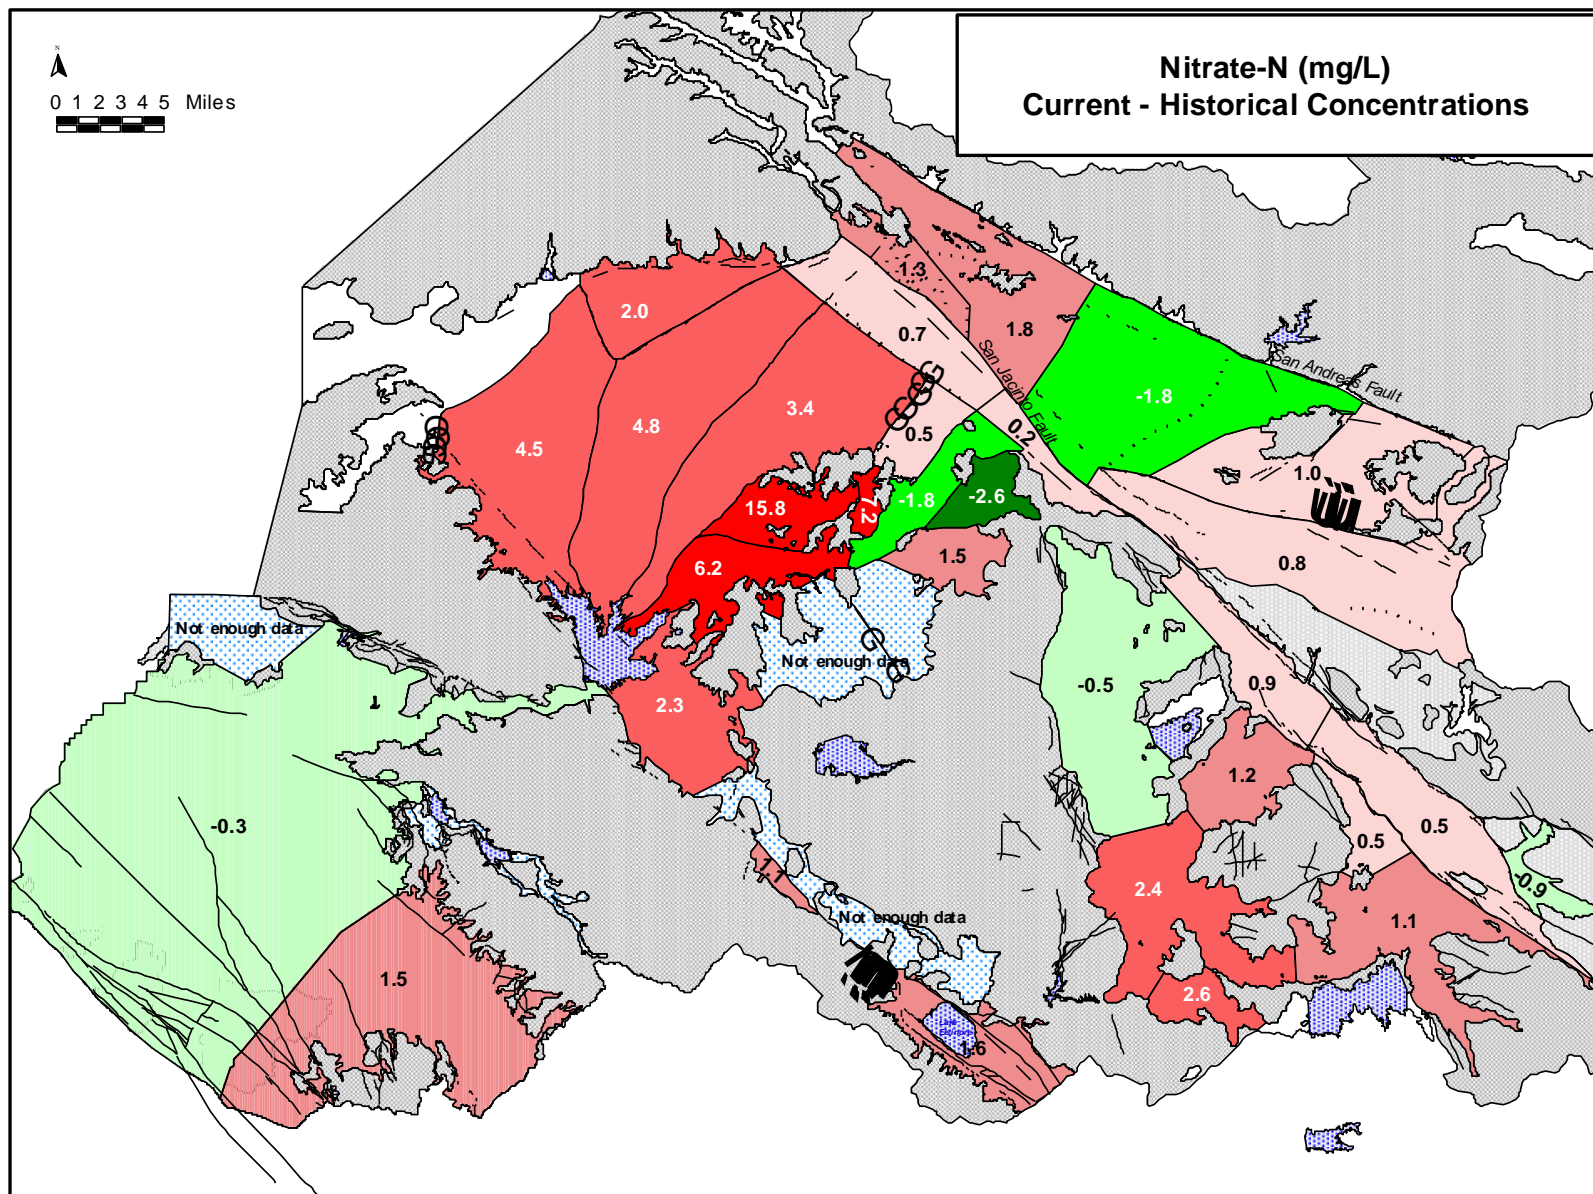 Nitrate-N (mg/L)
Current - Historical Concentrations
N
0 1 2 3 4 5 Miles
1.3
2.0
0.7
1.8
San Jacinto Fault
San Andreas Fault
-1.8
3.4
4.8
4.5
0.5
0.2
1.0
15.8
7.2
-1.8
-2.6
6.2
1.5
0.8
Not enough data
Not enough data
-0.5
0.9
2.3
1.2
-0.3
0.5
0.5
1.1
2.4
-0.9
Not enough data
1.1
1.5
2.6
Lake
Elsinore
1.6